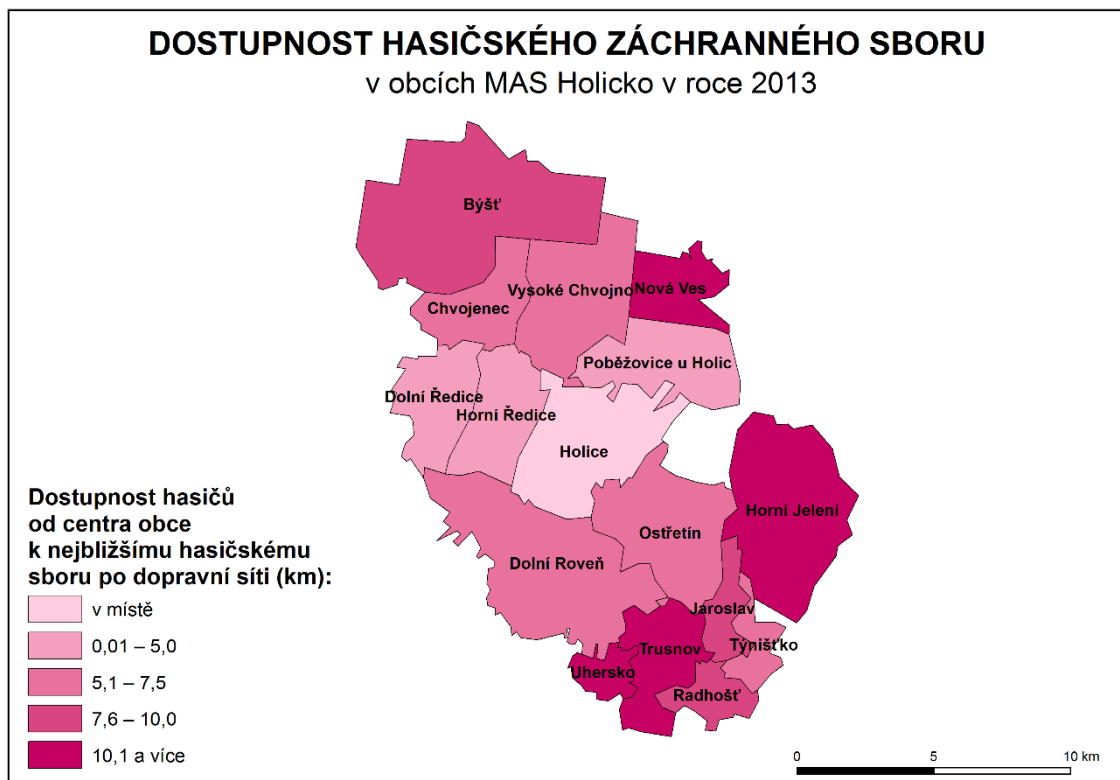 DOSTUPNOST HASIČSKÉHO ZÁCHRANNÉHO SBORU
v obcích MAS Holicko v roce 2013
Býšť
Vysoké Chvojno
Nová Ves
Chvojenec
Poběžovice u Holic
Dolní Ředice
Horní Ředice
Holice
Horní Jelení
Ostřetín
Dolní Roveň
Jaroslav
Týnišťko
Trusnov
Uhersko
Radhošť
Dostupnost hasičů
od centra obce
k nejbližšímu hasičskému
sboru po dopravní síti (km):
v místě
0,01 – 5,0
5,1 – 7,5
7,6 – 10,0
10,1 a více
0 5 10 km